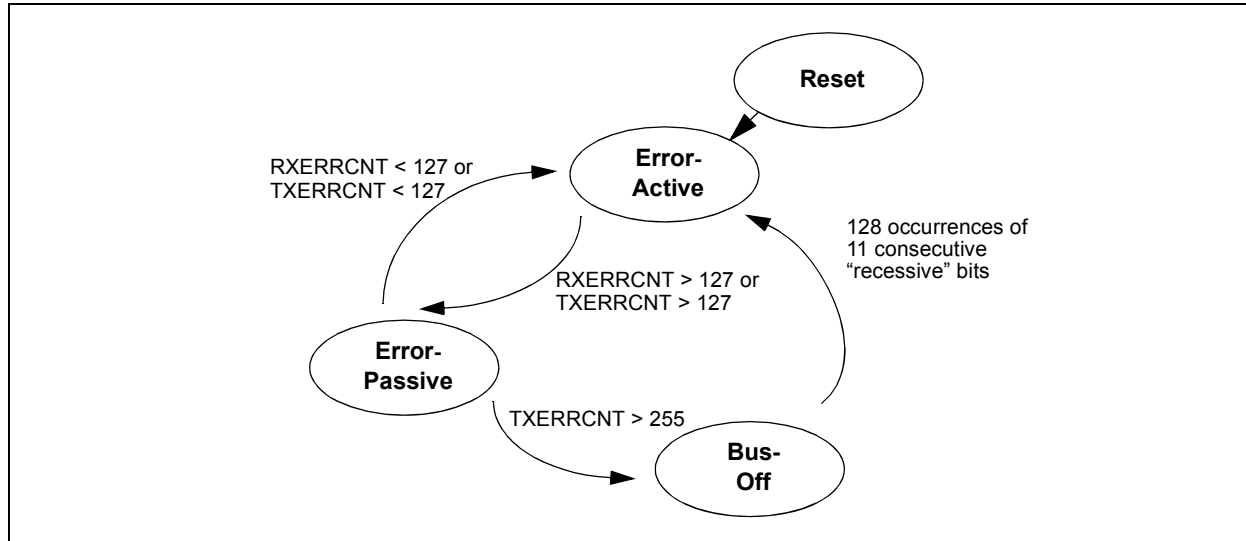 Reset
Error-
Active
RXERRCNT < 127 or
TXERRCNT < 127
128 occurrences of
11 consecutive
“recessive” bits
RXERRCNT > 127 or
TXERRCNT > 127
Error-
Passive
TXERRCNT > 255
Bus-
Off